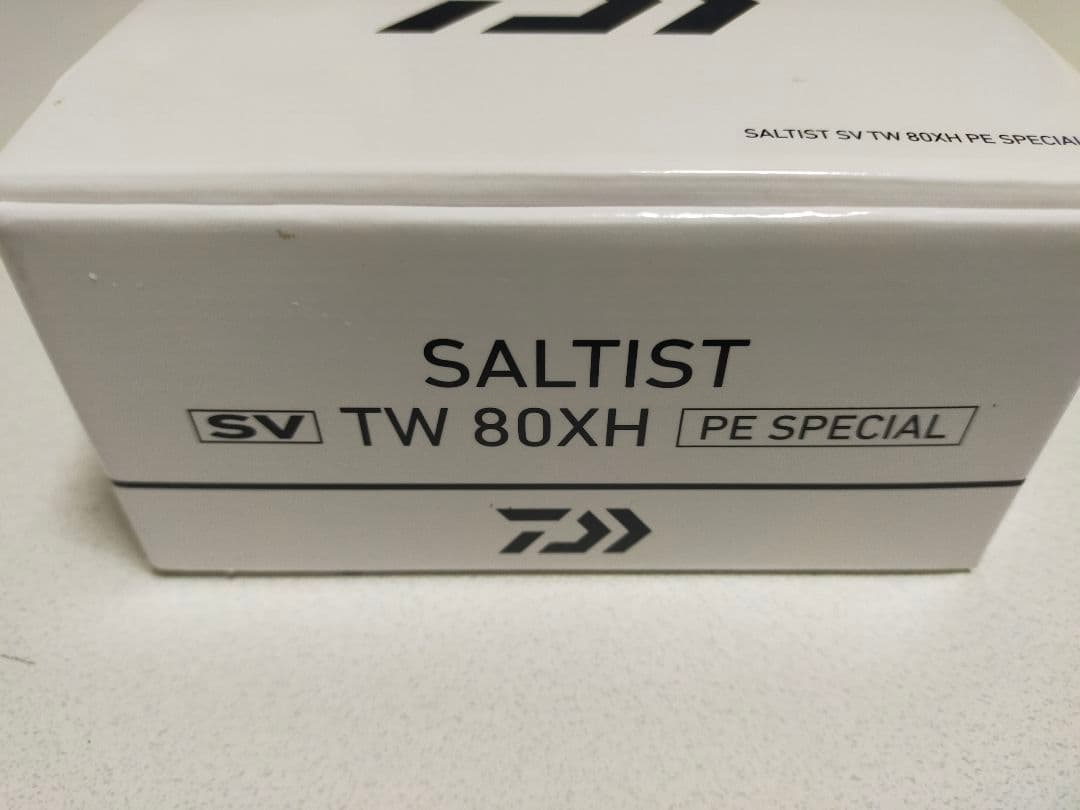 SALTIST SV TW 80XH PE SPECIAL
SALTIST
SV TW 80XH PE SPECIAL